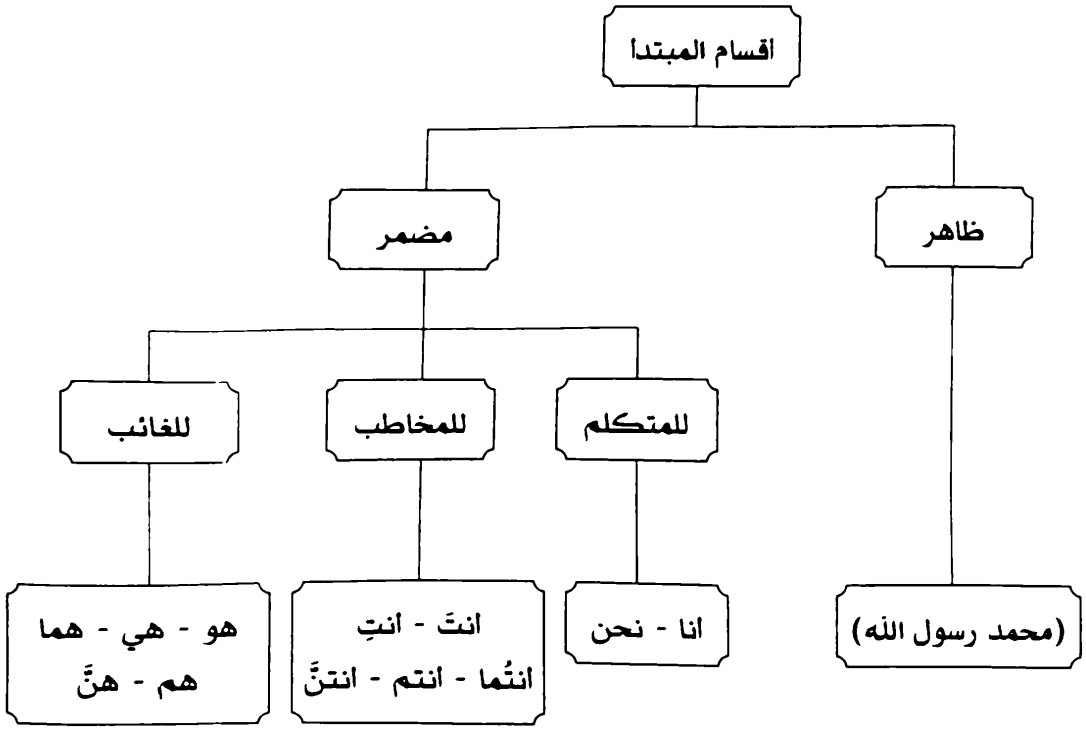 اقسام المبتدا
ظاهر
مضمر
للمتكلم
للمخاطب
للغائب
(محمد رسول الله)
انا - نحن
انتَ - انتِ
انتُما - انتم - انتنَّ
هو - هي - هما
هم - هنَّ